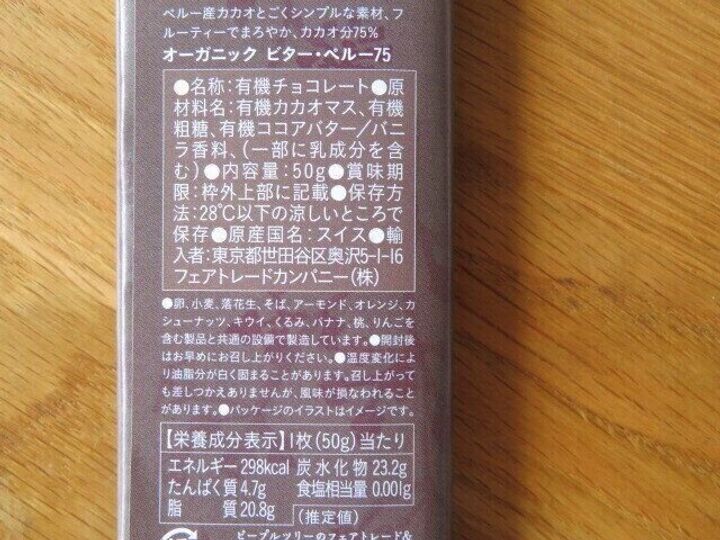 ペルー産カカオとごくシンプルな素材、フ
ルーティーでまろやか、カカオ分75%
オーガニック ビター・ペルー75
●名称：有機チョコレート●原
材料名：有機カカオマス、有機
粗糖、有機ココアバター／バニ
ラ香料、(一部に乳成分を含
む)●内容量：50g●賞味期
限：枠外上部に記載●保存方
法：28℃以下の涼しいところで
保存●原産国名：スイス●輸
入者：東京都世田谷区奥沢5-1-16
フェアトレードカンパニー(株)
●卵、小麦、落花生、そば、アーモンド、オレンジ、カ
シューナッツ、キウイ、くるみ、バナナ、桃、りんごを
含む製品と共通の設備で製造しています。●開封後
はお早めにお召し上がりください。●温度変化によ
り油脂分が白く固まることがあります。召し上がって
も差しつかえありませんが、風味が損なわれること
があります。●パッケージのイラストはイメージです。
【栄養成分表示】1枚(50g)当たり
エネルギー 298kcal 炭水化物 23.2g
たんぱく質 4.7g 食塩相当量 0.001g
脂質 20.8g (推定値)
ピープルツリーのフェアトレード&